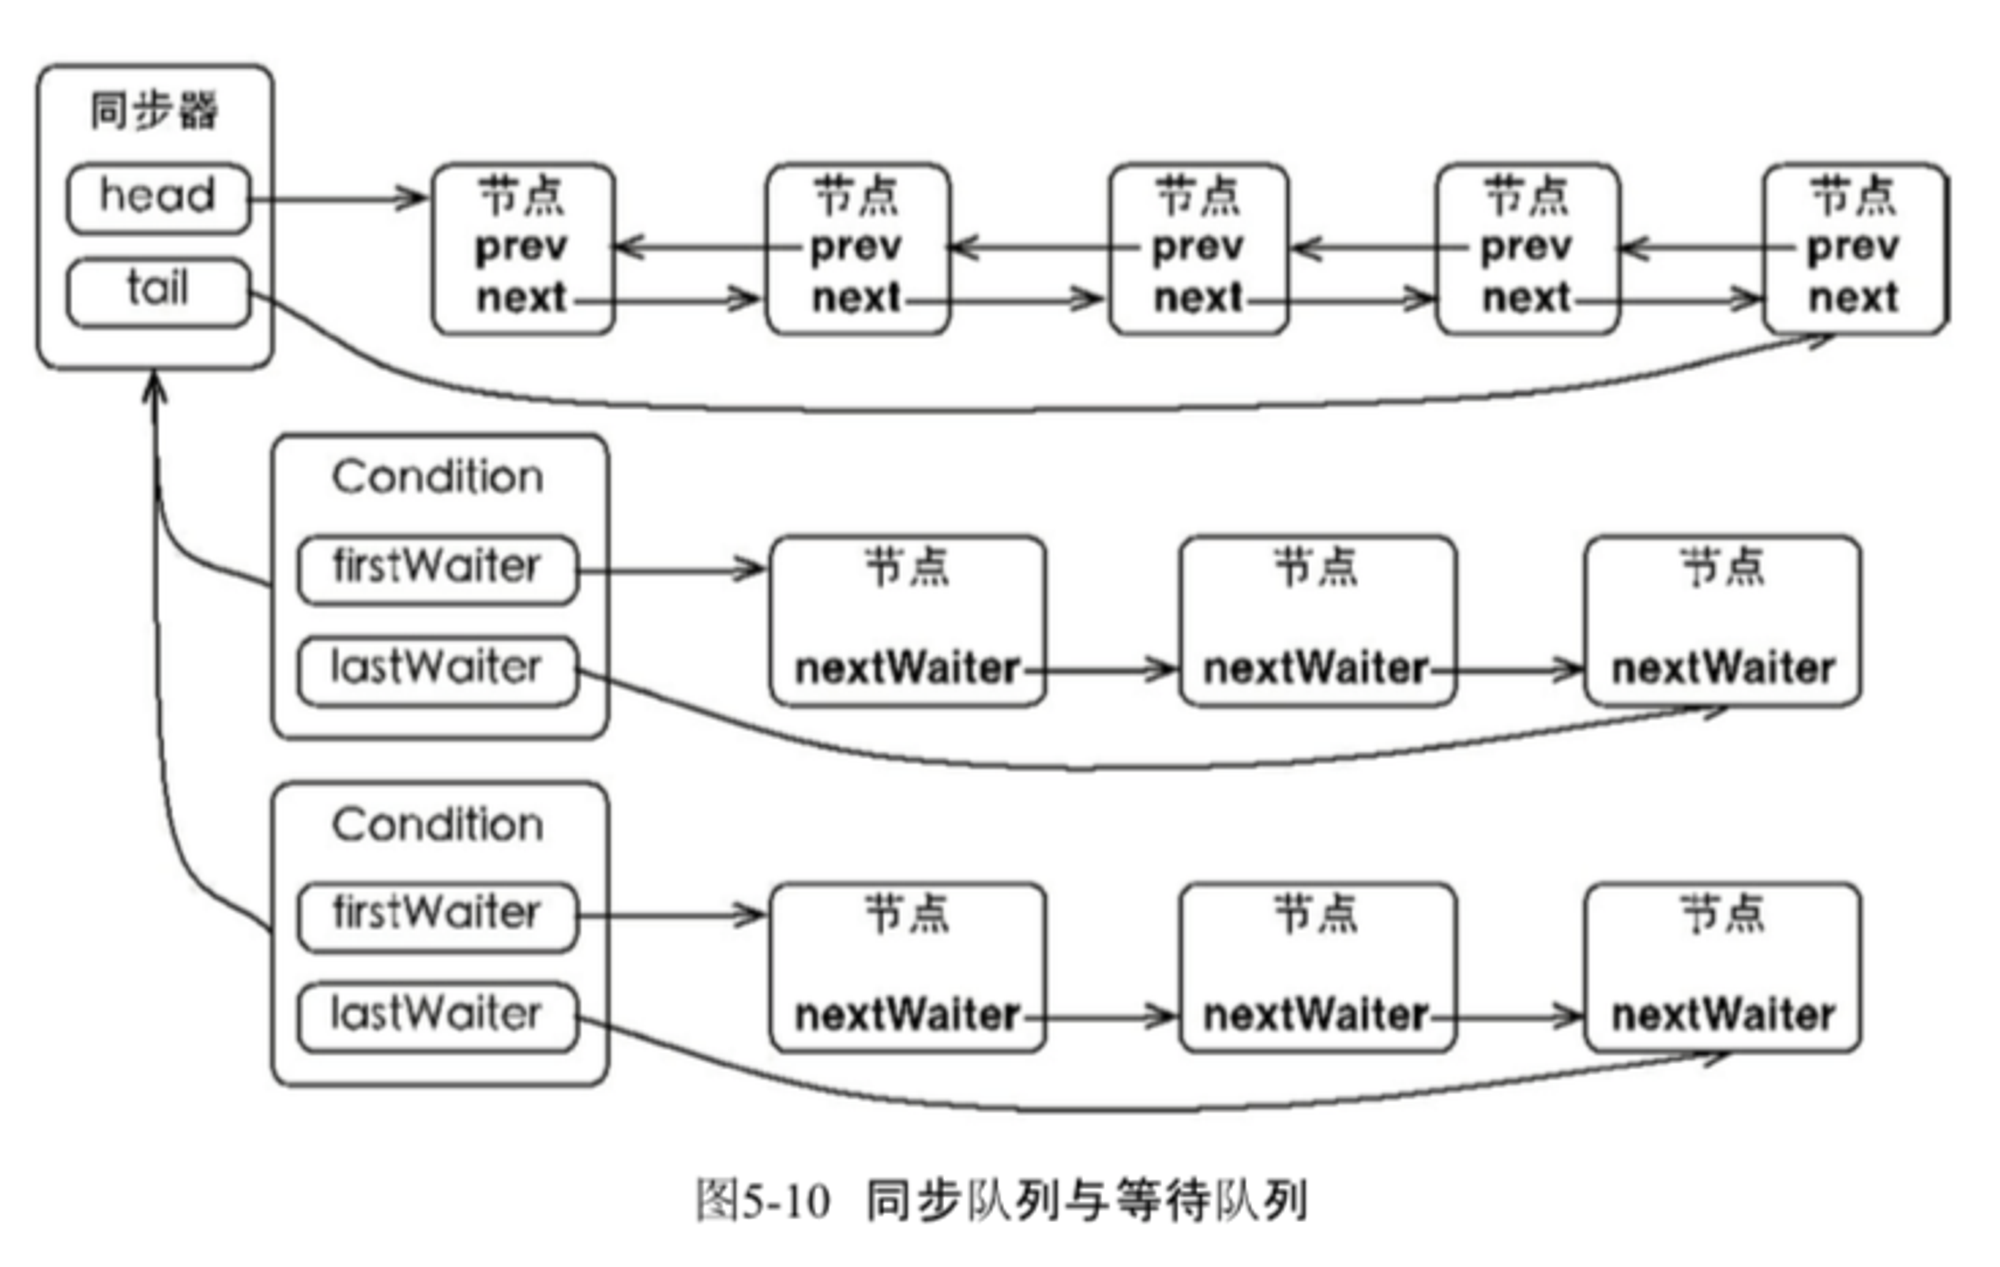 同步器
head
tail
节点 节点 节点 节点 节点
prev prev prev prev prev
next next next next next
Condition
firstWaiter
lastWaiter
节点 节点 节点
nextWaiter nextWaiter nextWaiter
Condition
firstWaiter
lastWaiter
节点 节点 节点
nextWaiter nextWaiter nextWaiter
图5-10 同步队列与等待队列